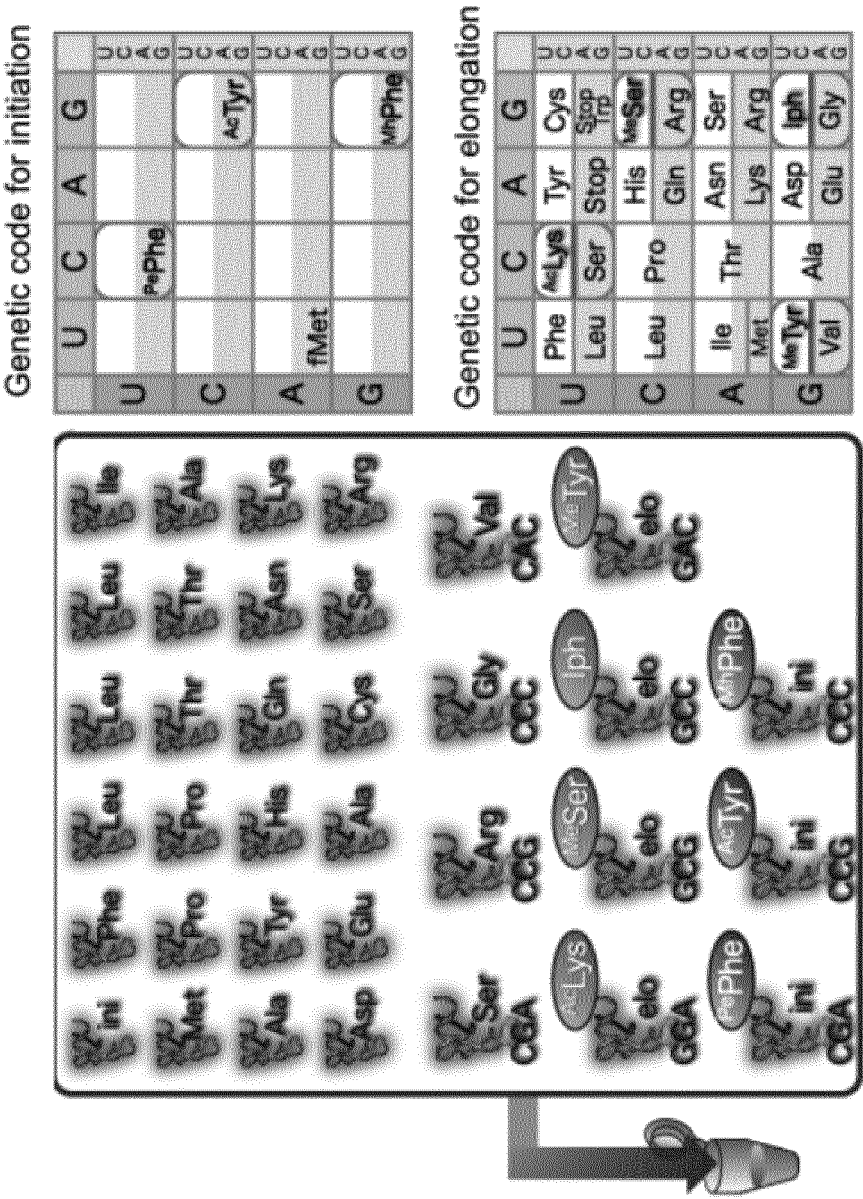 Genetic code for initiation
U C A G
U PaPhe U C A G
C AcTyr U C A G
A fMet U C A G
G MhPhe U C A G
Genetic code for elongation
U C A G
U Phe AcLys Tyr Cys U C A G
Leu Ser Stop Stop Trp
C Leu Pro His MeSer U C A G
Gln Arg
A Ile Thr Asn Ser U C A G
Met Lys Arg
G MeTyr Ala Asp Iph U C A G
Val Glu Gly
ini Phe Leu Leu Leu Ile
Met Pro Pro Thr Thr Ala
Ala Tyr His Gln Asn Lys
Asp Glu Ala Cys Ser Arg
Ser Arg Gly Val
CGA CCG CCC CAC
AcLys MeSer Iph MeTyr
elo elo elo elo
GGA GCG GCC GAC
Phe AcTyr MhPhe
ini ini ini
CGA CCG CCC